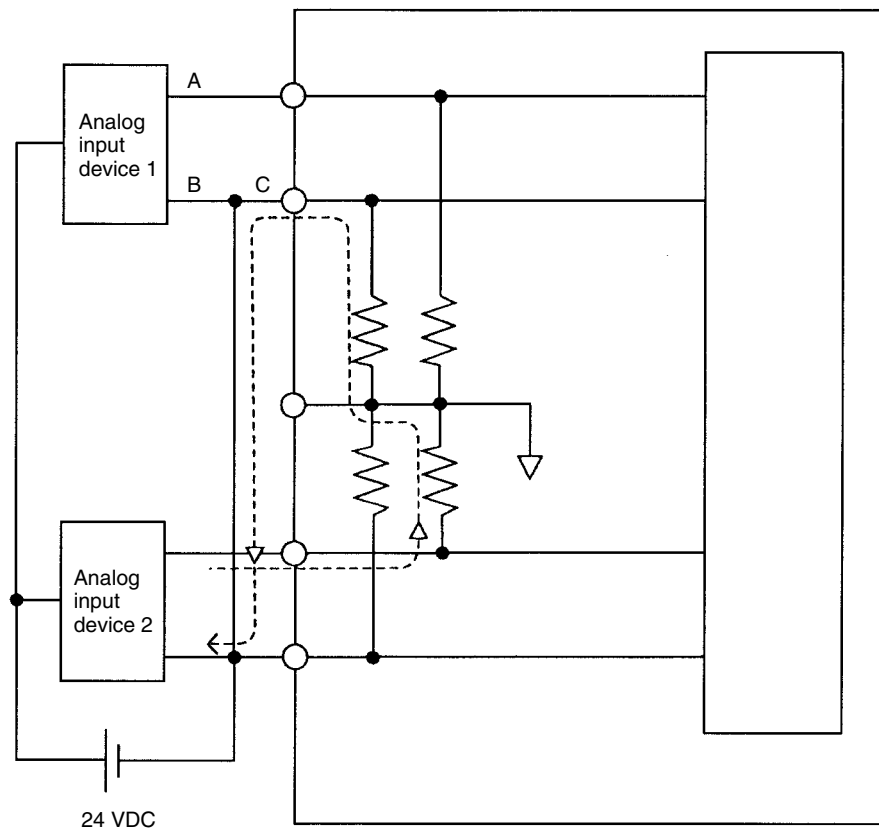 A
Analog
input
device 1
B
C
Analog
input
device 2
24 VDC